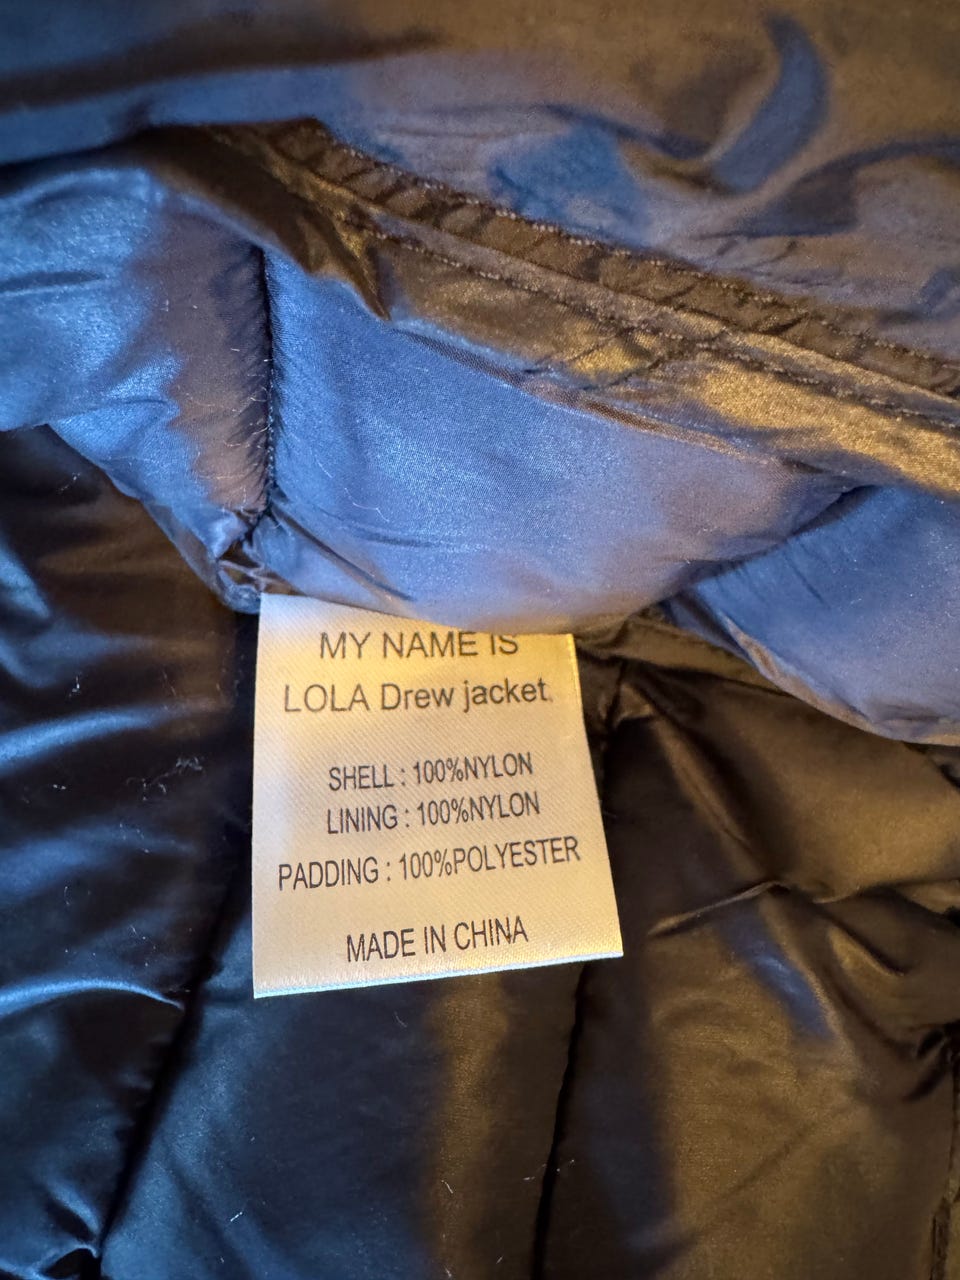 MY NAME IS
LOLA Drew jacket.
SHELL : 100%NYLON
LINING : 100%NYLON
PADDING : 100%POLYESTER
MADE IN CHINA